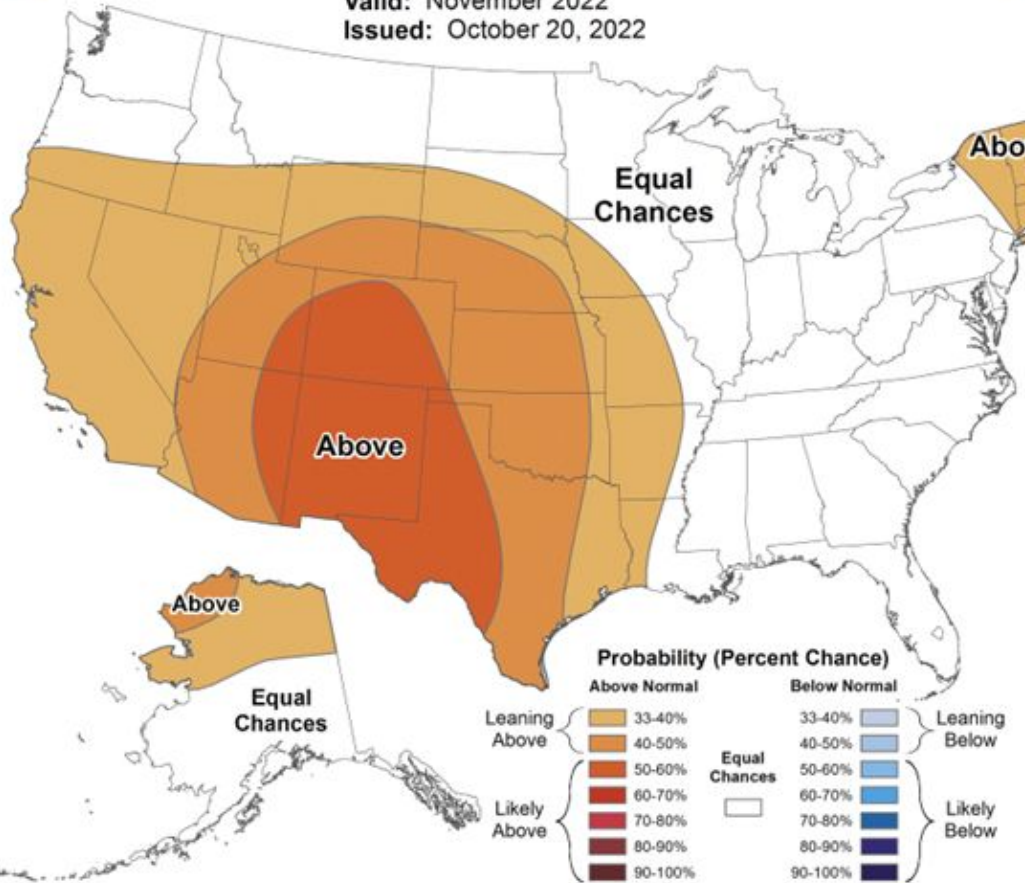 Valid: November 2022
Issued: October 20, 2022
Abo
Equal
Chances
Above
Above
Equal
Chances
Probability (Percent Chance)
Above Normal
Below Normal
Leaning
Above
33-40%
40-50%
50-60%
60-70%
70-80%
80-90%
90-100%
Likely
Above
Equal
Chances
33-40%
40-50%
50-60%
60-70%
70-80%
80-90%
90-100%
Leaning
Below
Likely
Below